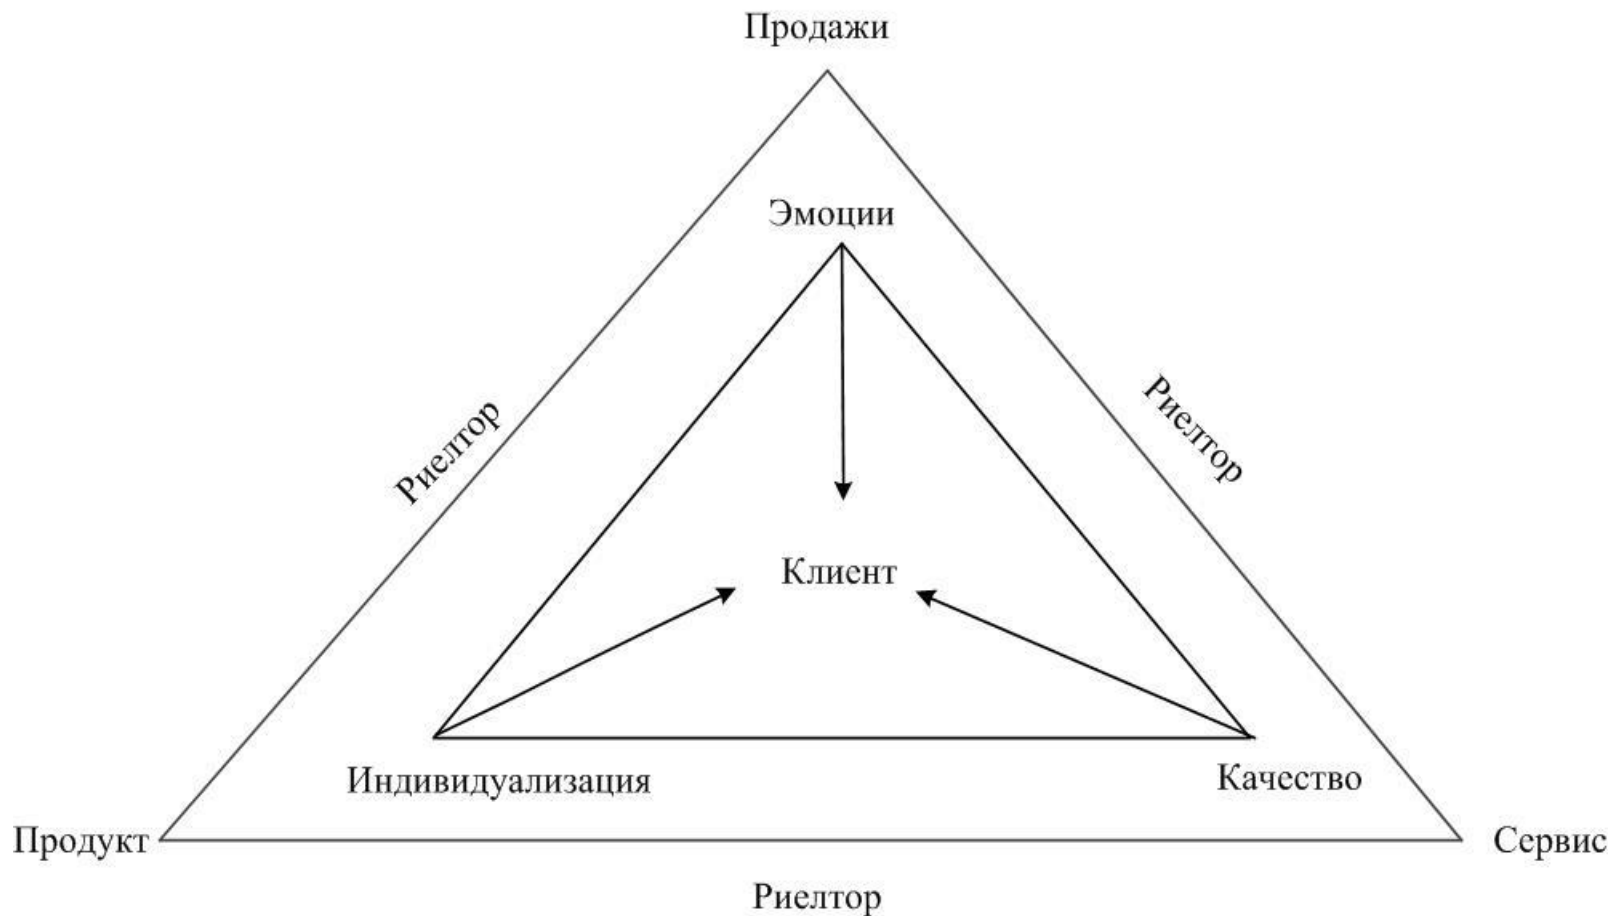 Продажи
Эмоции
Риелтор
Риелтор
Клиент
Индивидуализация
Качество
Продукт
Сервис
Риелтор